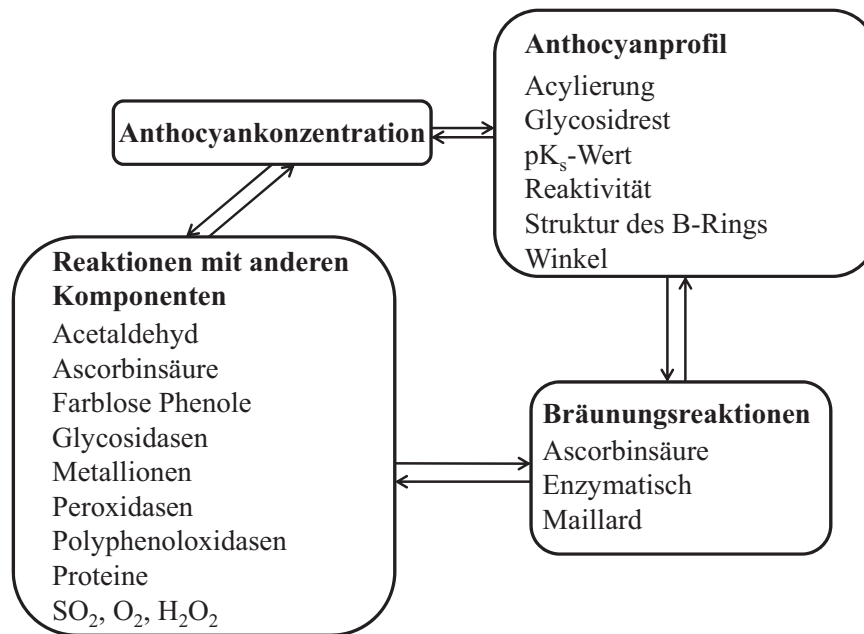 Anthocyanprofil
Acylierung
Glycosidrest
pKₛ-Wert
Reaktivität
Struktur des B-Rings
Winkel
Anthocyankonzentration
Reaktionen mit anderen
Komponenten
Acetaldehyd
Ascorbinsäure
Farblose Phenole
Glycosidasen
Metallionen
Peroxidasen
Polyphenoloxidasen
Proteine
SO₂, O₂, H₂O₂
Bräunungsreaktionen
Ascorbinsäure
Enzymatisch
Maillard